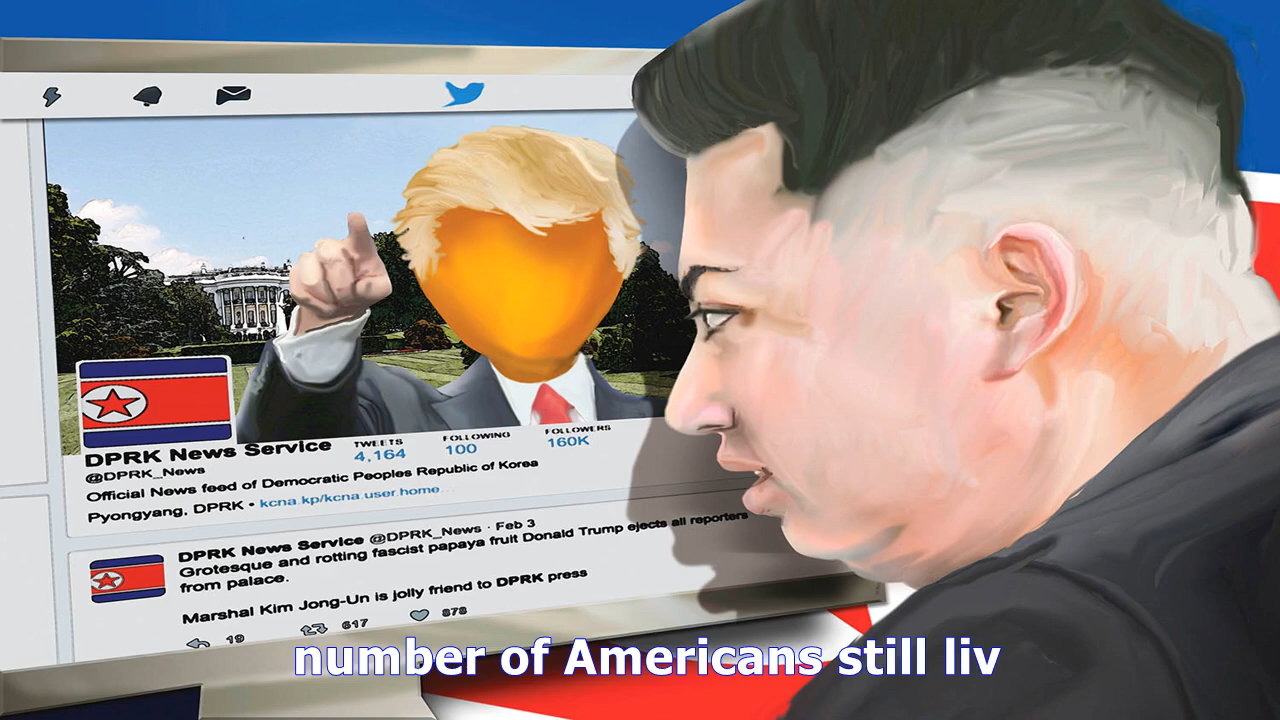 DPRK News Service
@DPRK_News
TWEETS FOLLOWING FOLLOWERS
4,164 100 160K
Official News feed of Democratic Peoples Republic of Korea
Pyongyang, DPRK • kcna.kp/kcna.user.home...
DPRK News Service @DPRK_News · Feb 3
Grotesque and rotting fascist papaya fruit Donald Trump ejects all reporters
from palace.
Marshal Kim Jong-Un is jolly friend to DPRK press
19 617 878
number of Americans still liv